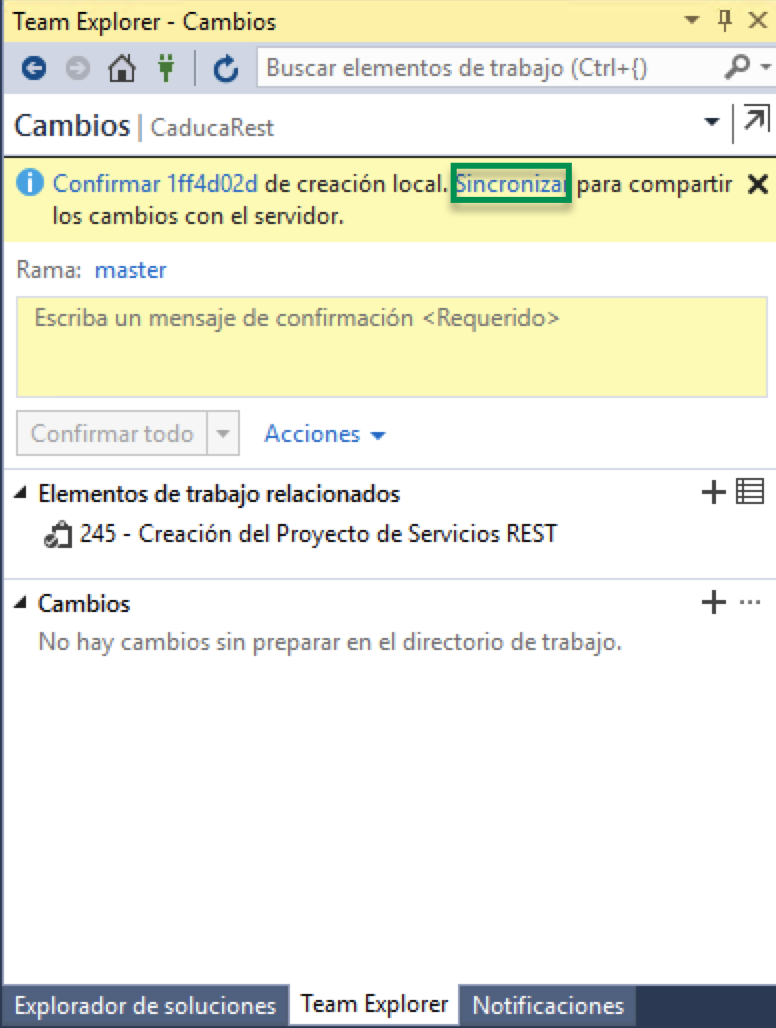 Team Explorer - Cambios
Buscar elementos de trabajo (Ctrl+{)
Cambios | CaducaRest
Confirmar 1ff4d02d de creación local. Sincronizar para compartir
los cambios con el servidor.
Rama: master
Escriba un mensaje de confirmación <Requerido>
Confirmar todo Acciones
Elementos de trabajo relacionados
245 - Creación del Proyecto de Servicios REST
Cambios
No hay cambios sin preparar en el directorio de trabajo.
Explorador de soluciones Team Explorer Notificaciones